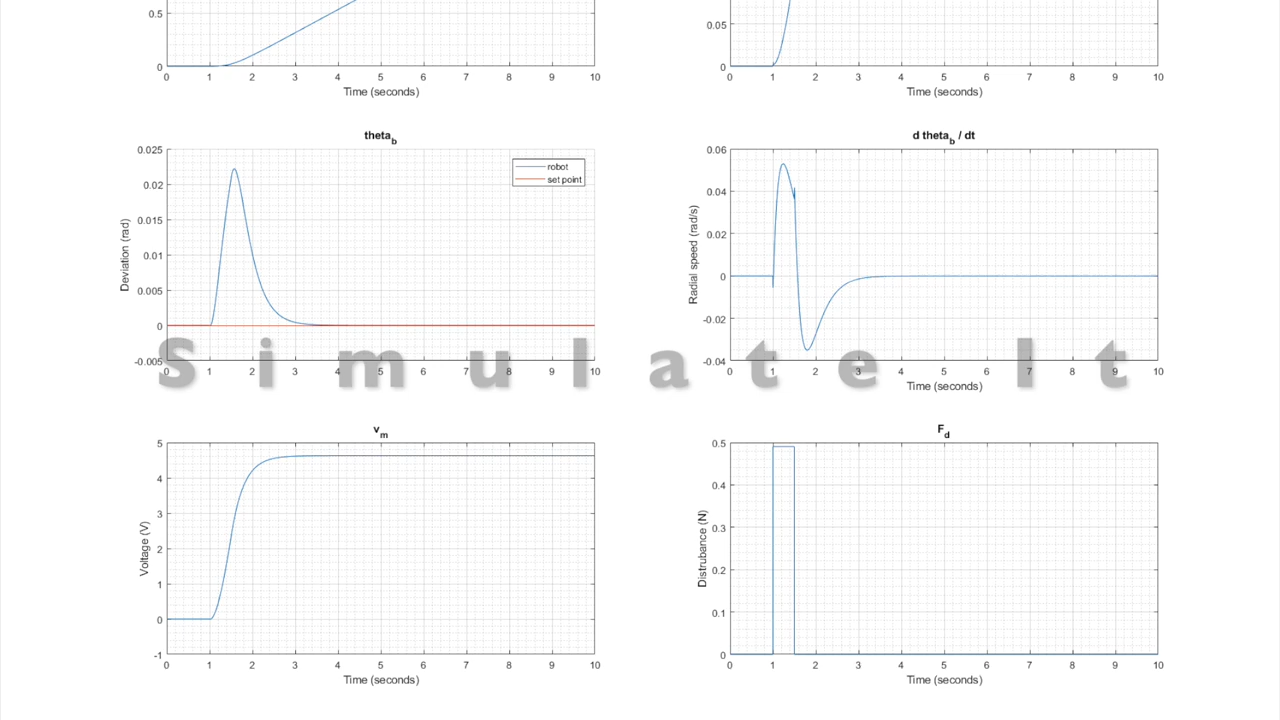 0.5
0
0 1 2 3 4 5 6 7 8 9 10
Time (seconds)
0.05
0
0 1 2 3 4 5 6 7 8 9 10
Time (seconds)
theta_b
0.025
0.02
0.015
0.01
0.005
0
-0.005
Deviation (rad)
robot
set point
0 1 2 3 4 5 6 7 8 9 10
d theta_b / dt
0.06
0.04
0.02
0
-0.02
-0.04
Radial speed (rad/s)
0 1 2 3 4 5 6 7 8 9 10
Time (seconds)
S i m u l a t e I t
v_m
5
4
3
2
1
0
-1
Voltage (V)
0 1 2 3 4 5 6 7 8 9 10
Time (seconds)
F_d
0.5
0.4
0.3
0.2
0.1
0
Distrubance (N)
0 1 2 3 4 5 6 7 8 9 10
Time (seconds)